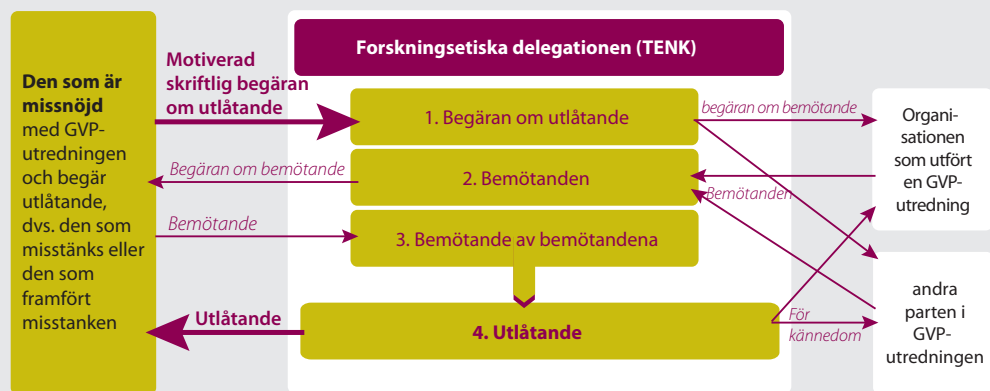 Den som är
missnöjd
med GVP-
utredningen
och begär
utlåtande,
dvs. den som
misstänks eller
den som
framfört
misstanken
Motiverad
skriftlig begäran
om utlåtande
Begäran om bemötande
Bemötande
Utlåtande
Forskningsetiska delegationen (TENK)
1. Begäran om utlåtande
2. Bemötanden
3. Bemötande av bemötandena
4. Utlåtande
begäran om bemötande
Bemötanden
För
kännedom
Organi-
sationen
som utfört
en GVP-
utredning
andra
parten i
GVP-
utredningen